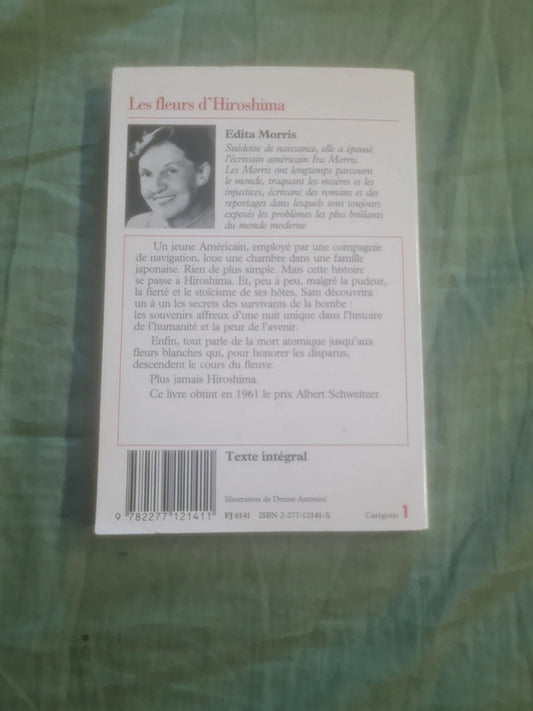 Les fleurs d'Hiroshima
Edita Morris
Suédoise de naissance, elle a épousé
l'écrivain américain Ira Morris.
Les Morris ont longtemps parcouru
le monde, traquant les misères et les
injustices, écrivant des romans et des
reportages dans lesquels sont toujours
exposés les problèmes les plus brûlants
du monde moderne.
Un jeune Américain, employé par une compagnie
de navigation, loue une chambre dans une famille
japonaise. Rien de plus simple. Mais cette histoire
se passe à Hiroshima. Et, peu à peu, malgré la pudeur,
la fierté et le stoïcisme de ses hôtes, Sam découvrira
un à un les secrets des survivants de la bombe :
les souvenirs affreux d'une nuit unique dans l'histoire
de l'humanité et la peur de l'avenir.
Enfin, tout parle de la mort atomique jusqu'aux
fleurs blanches qui, pour honorer les disparus,
descendent le cours du fleuve.
Plus jamais Hiroshima.
Ce livre obtint en 1961 le prix Albert Schweitzer.
Texte intégral
Illustration de Denise Antonini
9 782277 121411
FJ 0141 ISBN 2-277-12141-X
Catégorie 1